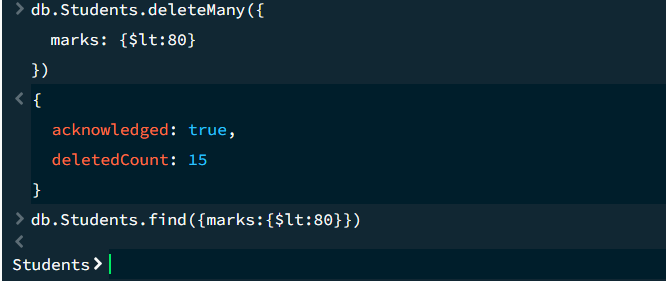 > db.Students.deleteMany({
marks: {$lt:80}
})
< {
acknowledged: true,
deletedCount: 15
}
> db.Students.find({marks:{$lt:80}})
<
Students>